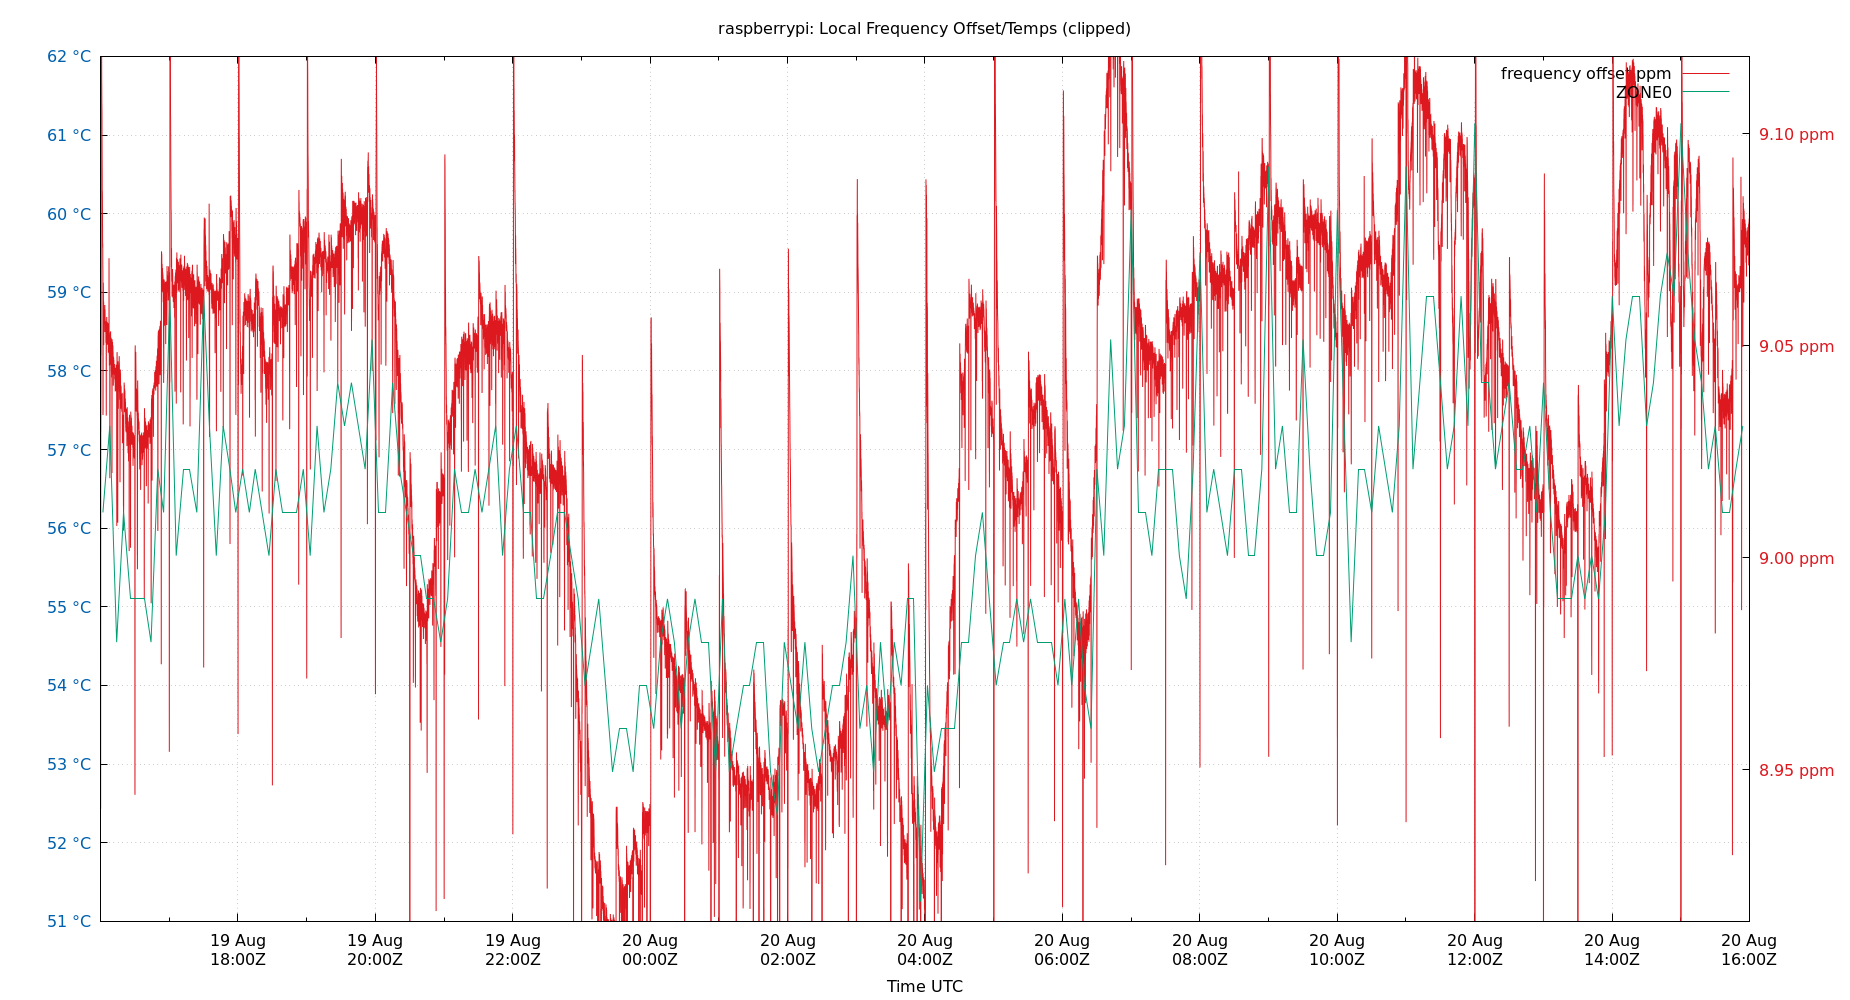 raspberrypi: Local Frequency Offset/Temps (clipped)
62 °C
61 °C
60 °C
59 °C
58 °C
57 °C
56 °C
55 °C
54 °C
53 °C
52 °C
51 °C
frequency offset ppm
ZONE0
9.10 ppm
9.05 ppm
9.00 ppm
8.95 ppm
19 Aug
18:00Z
19 Aug
20:00Z
19 Aug
22:00Z
20 Aug
00:00Z
20 Aug
02:00Z
20 Aug
04:00Z
20 Aug
06:00Z
20 Aug
08:00Z
20 Aug
10:00Z
20 Aug
12:00Z
20 Aug
14:00Z
20 Aug
16:00Z
Time UTC